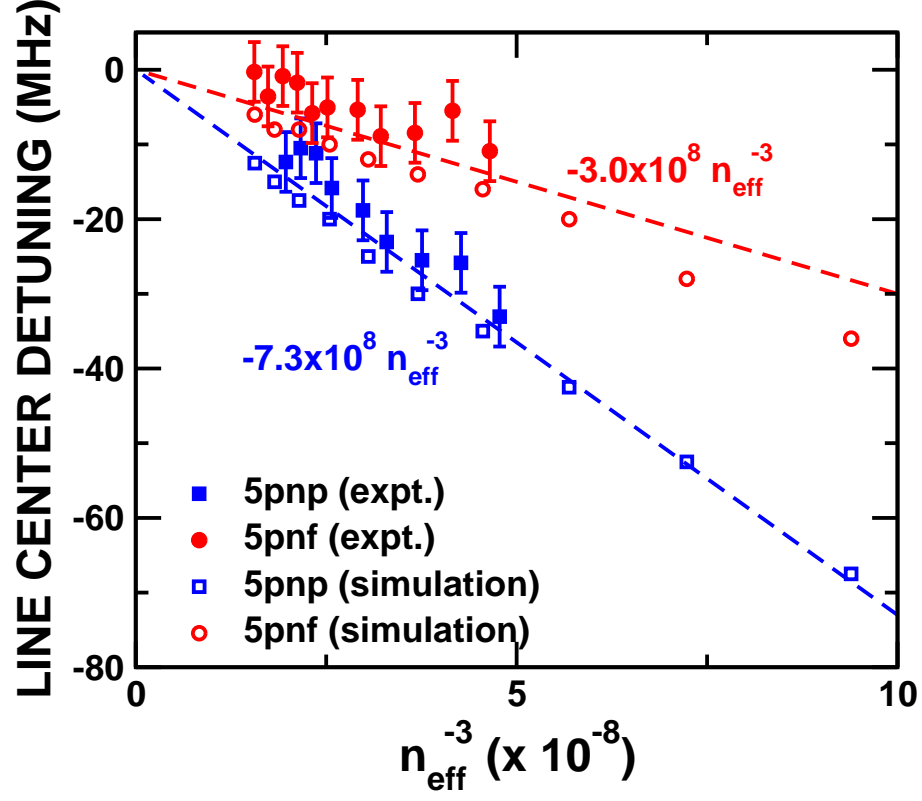 LINE CENTER DETUNING (MHz)
0
-20
-40
-60
-80
-3.0x10^8 n_eff^-3
-7.3x10^8 n_eff^-3
5pnp (expt.)
5pnf (expt.)
5pnp (simulation)
5pnf (simulation)
0
5
10
n_eff^-3 (x 10^-8)